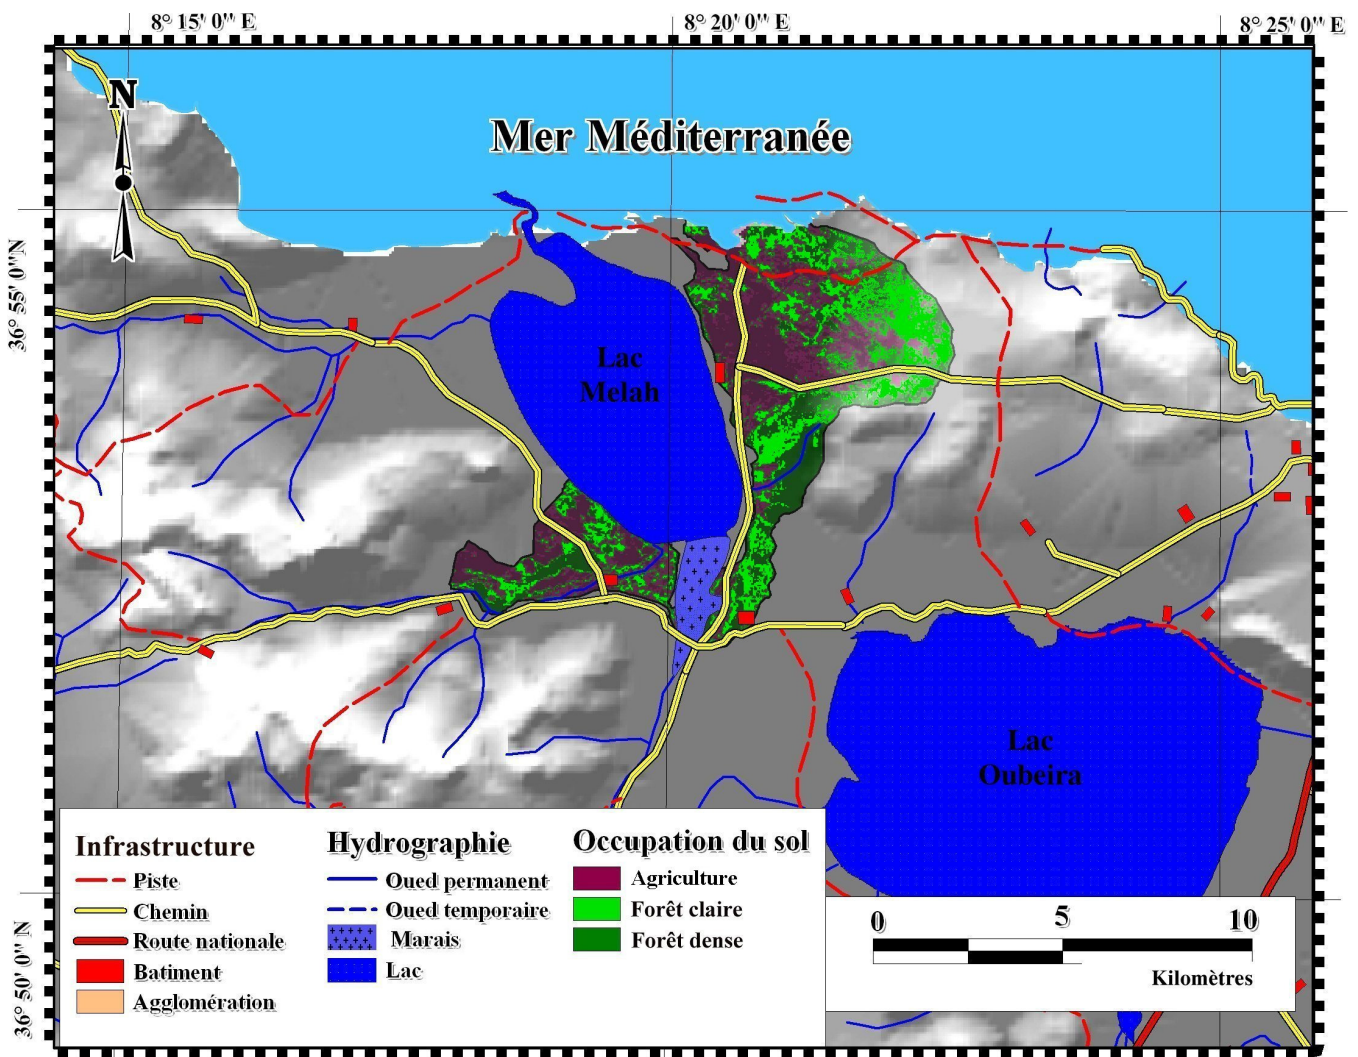 8° 15' 0'' E
8° 20' 0'' E
8° 25' 0'' E
N
Mer Méditerranée
36° 55' 0''N
Lac
Melah
Lac
Oubeira
36° 50' 0'' N
Infrastructure
Piste
Chemin
Route nationale
Batiment
Agglomération
Hydrographie
Oued permanent
Oued temporaire
Marais
Lac
Occupation du sol
Agriculture
Forêt claire
Forêt dense
0 5 10
Kilomètres